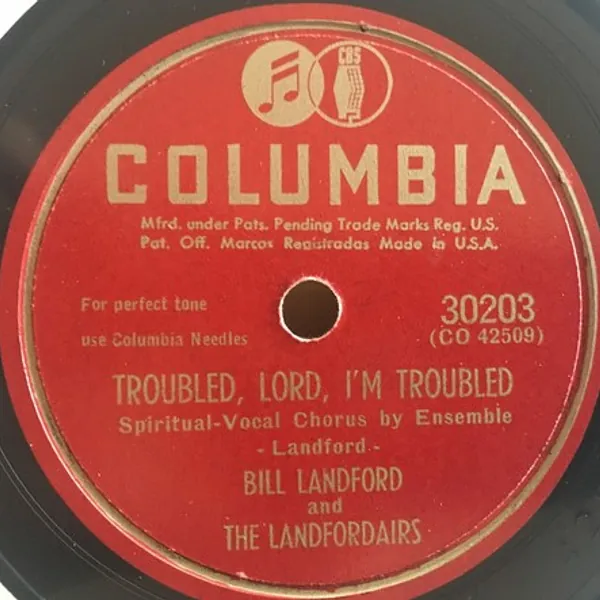 CBS
COLUMBIA
Mfrd. under Pats. Pending Trade Marks Reg. U.S.
Pat. Off. Marcas Registradas Made in U.S.A.
For perfect tone
use Columbia Needles
30203
(CO 42509)
TROUBLED, LORD, I'M TROUBLED
Spiritual-Vocal Chorus by Ensemble
- Landford -
BILL LANDFORD
and
THE LANDFORDAIRS